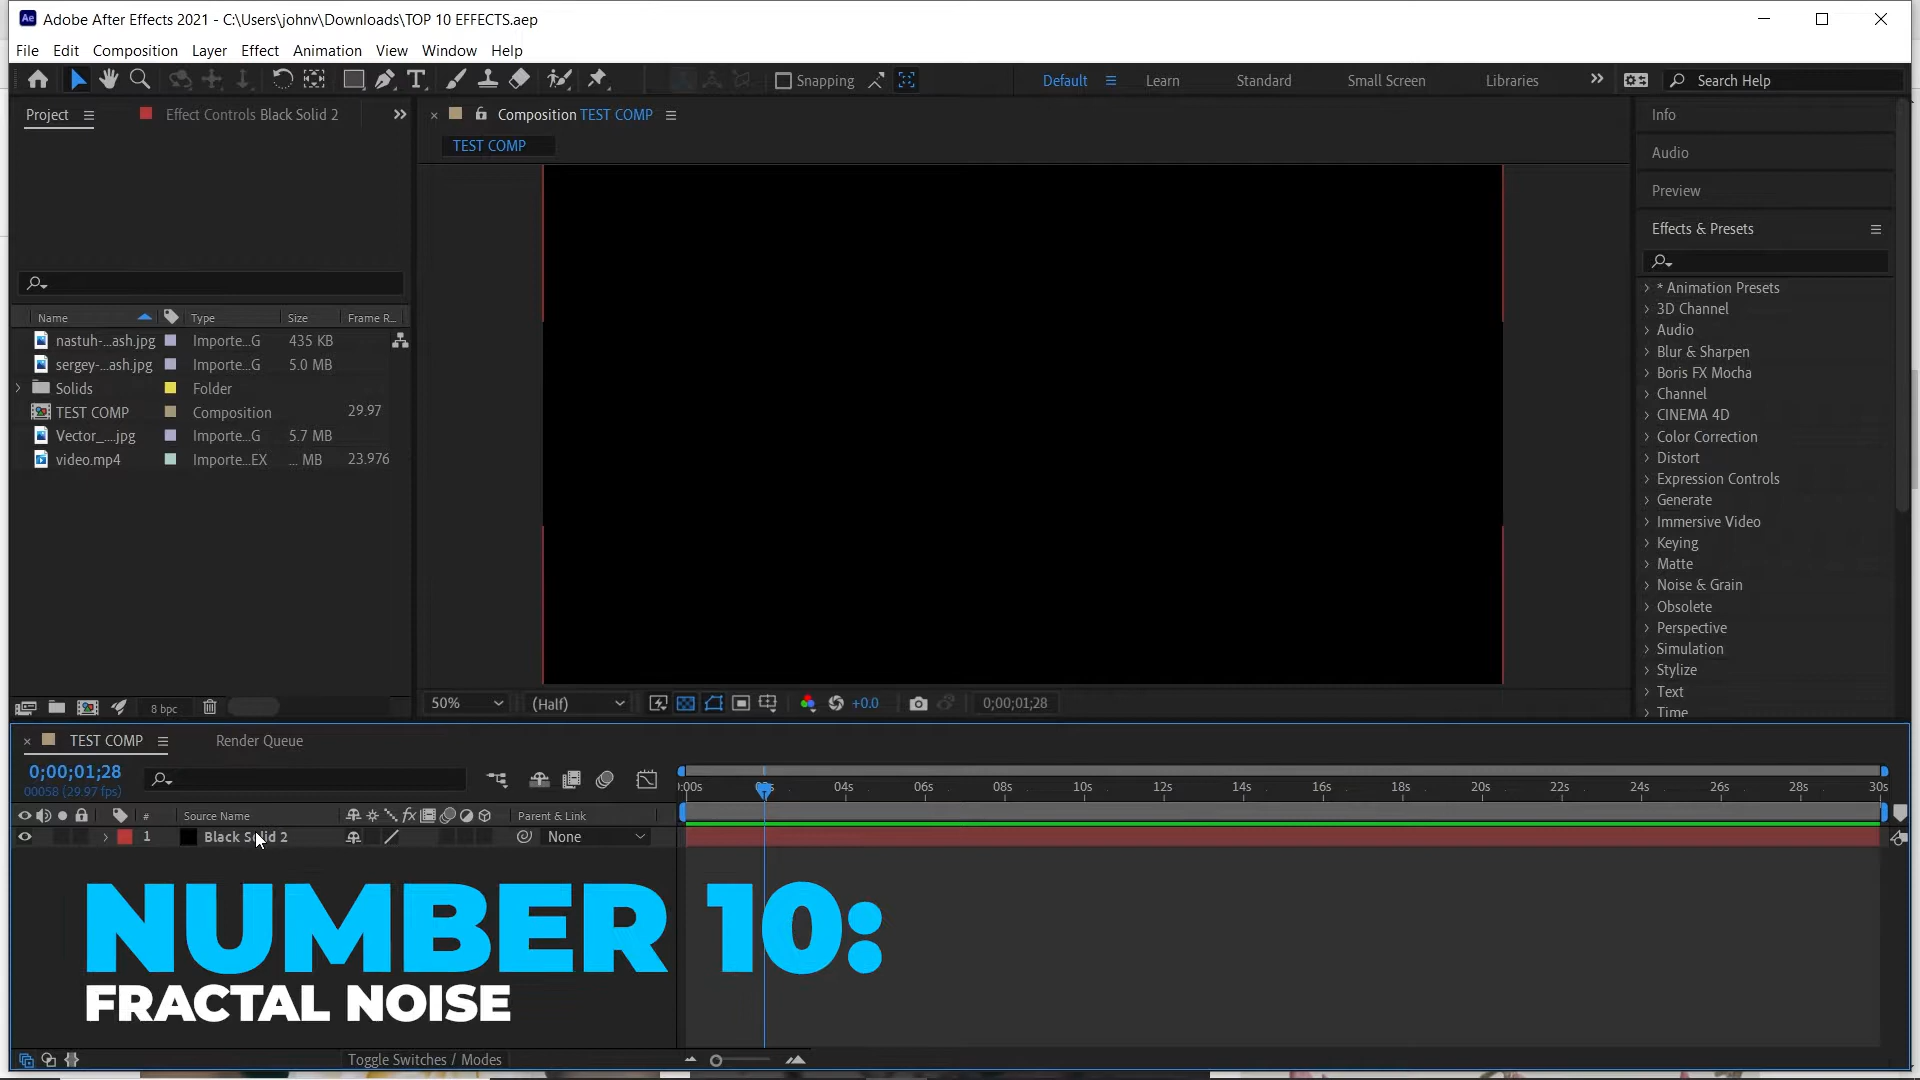 Adobe After Effects 2021 - C:\Users\johnv\Downloads\TOP 10 EFFECTS.aep
File Edit Composition Layer Effect Animation View Window Help
Snapping
Default Learn Standard Small Screen Libraries
Search Help
Project Effect Controls Black Solid 2
Composition TEST COMP
TEST COMP
Name Type Size Frame R...
nastuh-...ash.jpg Importe...G 435 KB
sergey-...ash.jpg Importe...G 5.0 MB
Solids Folder
TEST COMP Composition 29.97
Vector_....jpg Importe...G 5.7 MB
video.mp4 Importe...EX ... MB 23.976
8 bpc
50% (Half) +0.0 0;00;01;28
Info
Audio
Preview
Effects & Presets
* Animation Presets
3D Channel
Audio
Blur & Sharpen
Boris FX Mocha
Channel
CINEMA 4D
Color Correction
Distort
Expression Controls
Generate
Immersive Video
Keying
Matte
Noise & Grain
Obsolete
Perspective
Simulation
Stylize
Text
Time
TEST COMP Render Queue
0;00;01;28
00058 (29.97 fps)
:00s 04s 06s 08s 10s 12s 14s 16s 18s 20s 22s 24s 26s 28s 30s
# Source Name Parent & Link
1 Black Solid 2 None
NUMBER 10:
FRACTAL NOISE
Toggle Switches / Modes